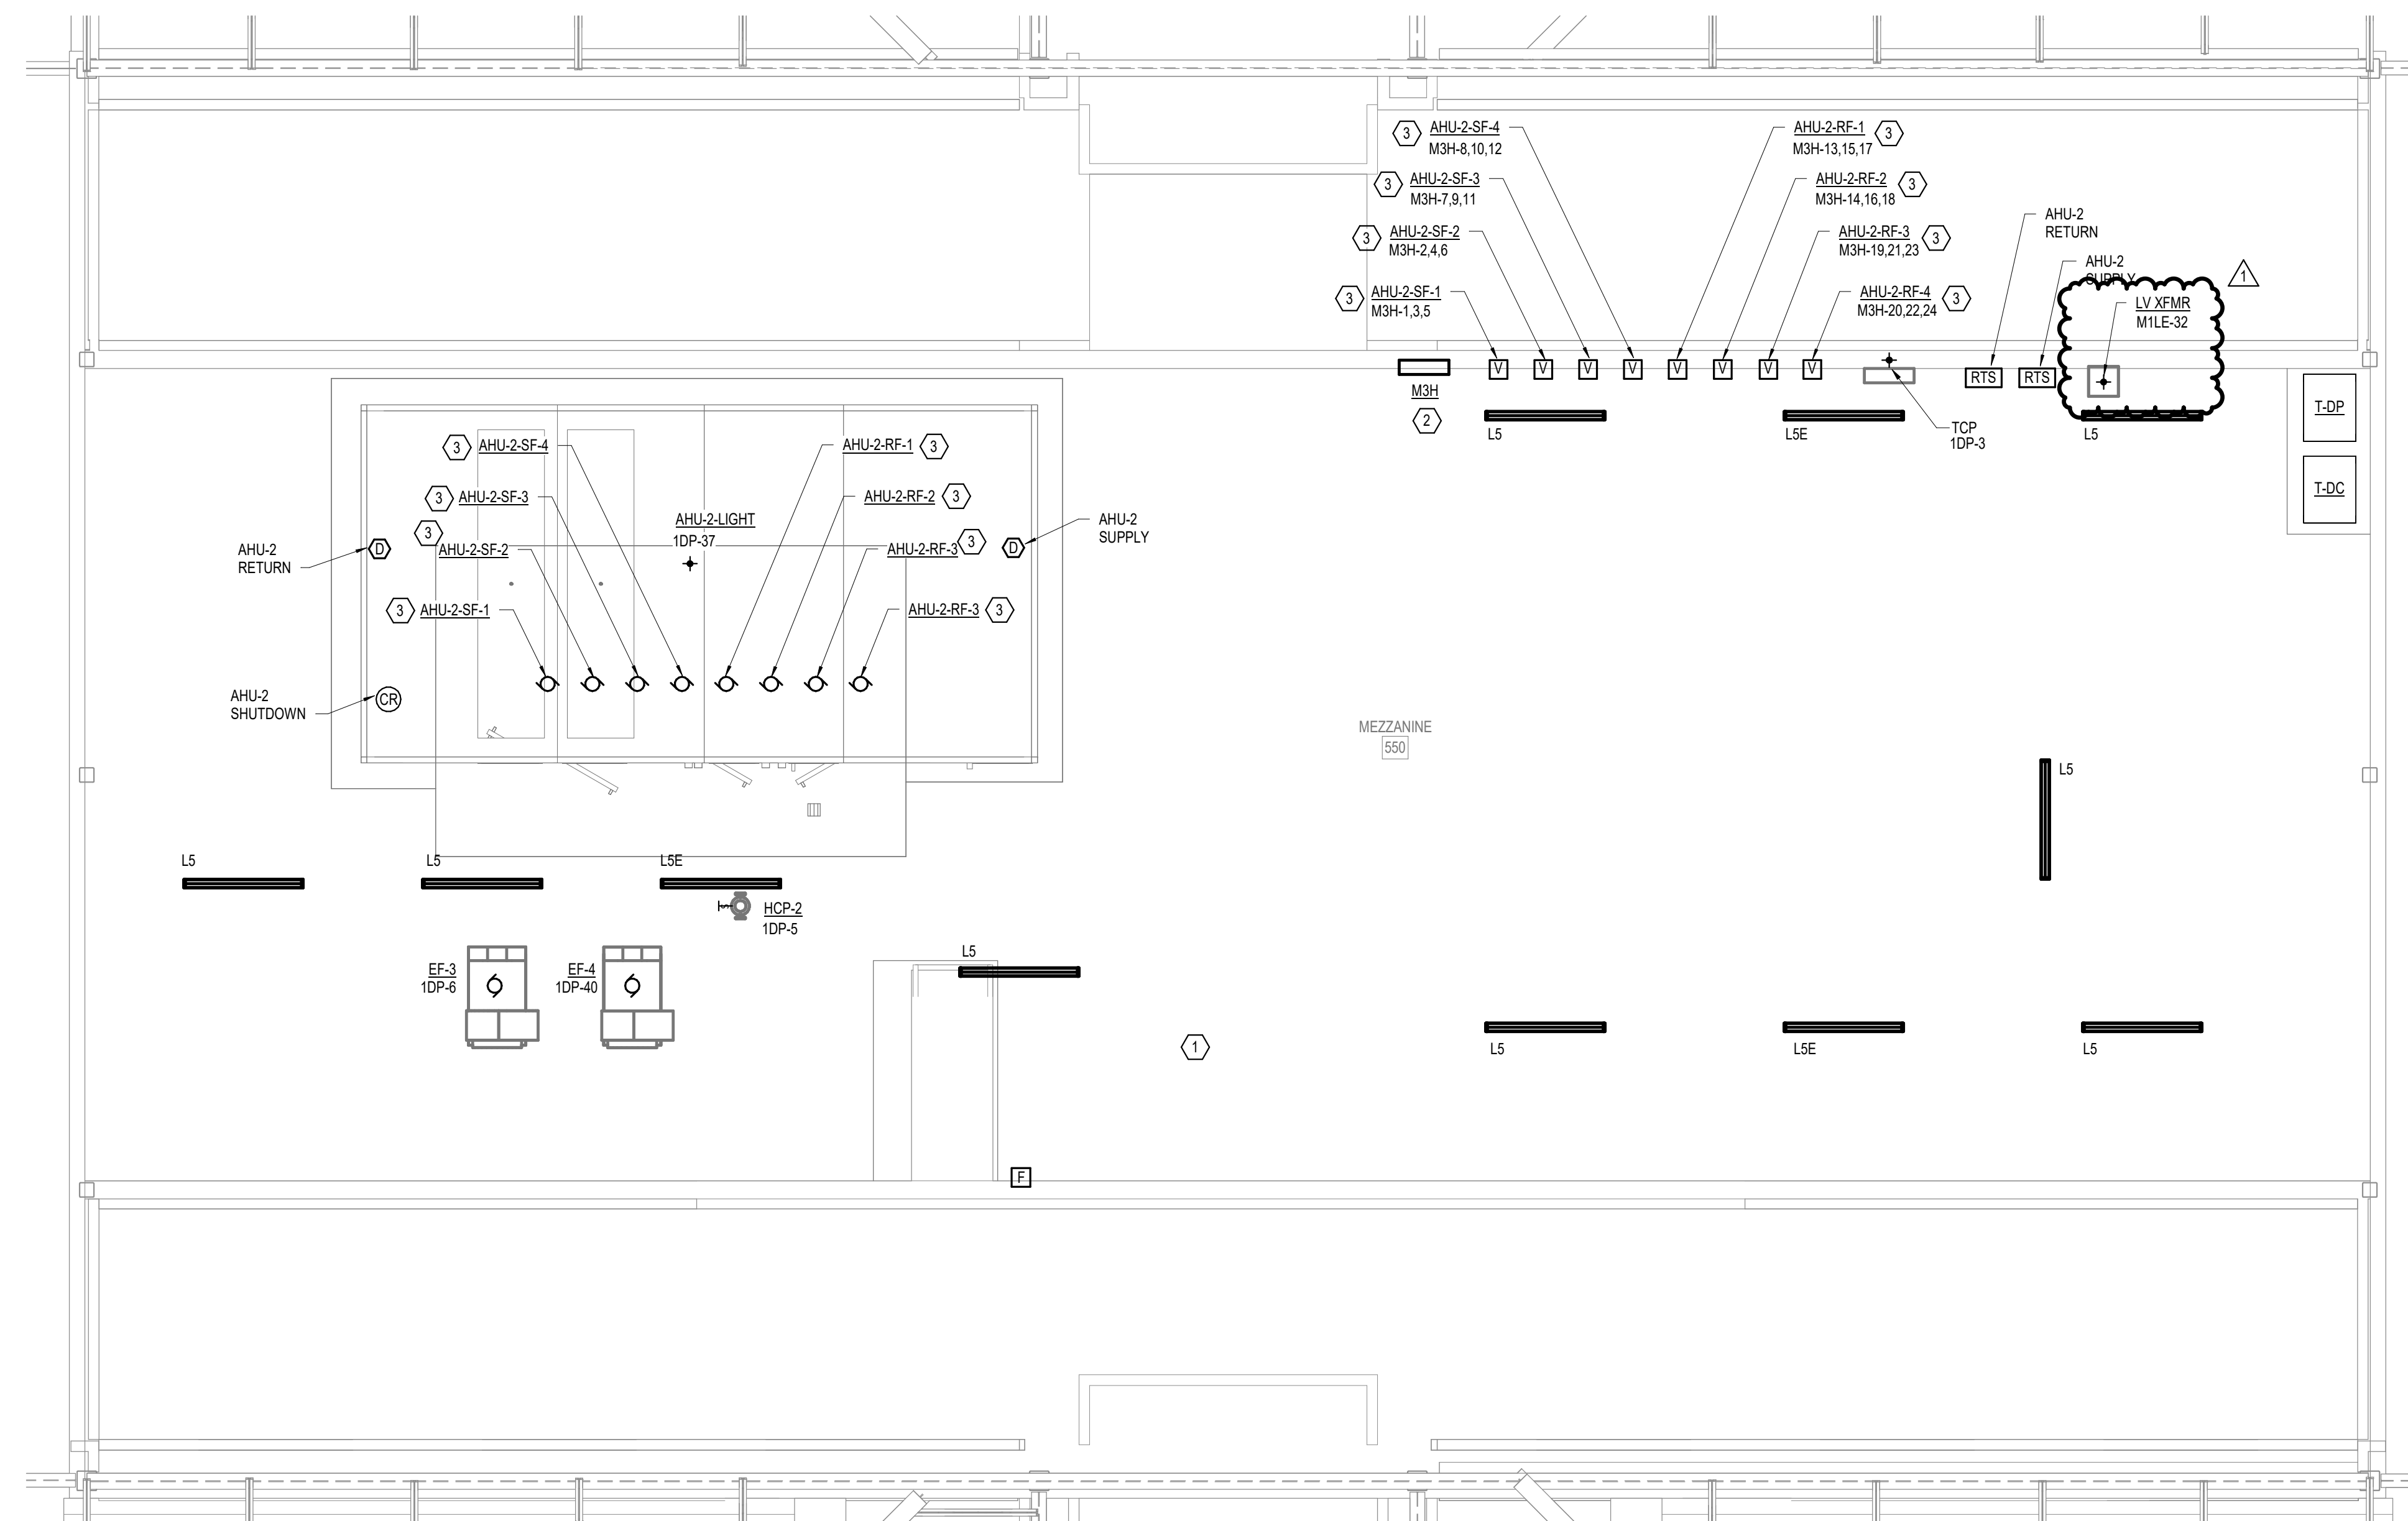 3 AHU-2-SF-4
M3H-8,10,12
AHU-2-RF-1 3
M3H-13,15,17
3 AHU-2-SF-3
M3H-7,9,11
AHU-2-RF-2 3
M3H-14,16,18
3 AHU-2-SF-2
M3H-2,4,6
AHU-2-RF-3 3
M3H-19,21,23
3 AHU-2-SF-1
M3H-1,3,5
AHU-2-RF-4 3
M3H-20,22,24
AHU-2
RETURN
AHU-2
SUPPLY
1
LV XFMR
M1LE-32
V V V V V V V V
RTS RTS
M3H
2
L5
L5E
TCP
1DP-3
L5
T-DP
T-DC
3 AHU-2-SF-4
AHU-2-RF-1 3
3 AHU-2-SF-3
AHU-2-RF-2 3
AHU-2-LIGHT
1DP-37
3
AHU-2-SF-2
AHU-2-RF-3 3
D
AHU-2
RETURN
D
AHU-2
SUPPLY
3 AHU-2-SF-1
AHU-2-RF-3 3
AHU-2
SHUTDOWN
CR
MEZZANINE
550
L5
L5
L5
L5E
HCP-2
1DP-5
EF-3
1DP-6
EF-4
1DP-40
L5
1
L5
L5E
L5
F